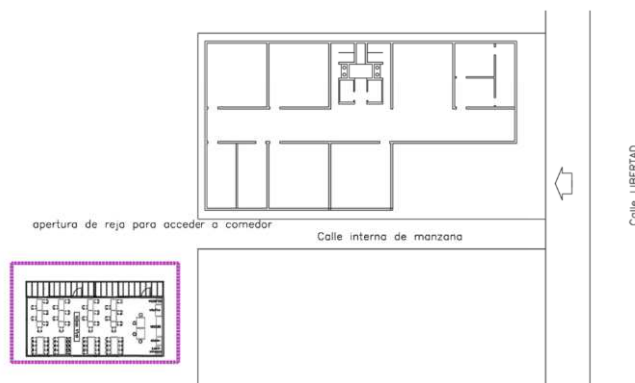 Calle LIBERTAD
apertura de reja para acceder a comedor
Calle interna de manzana